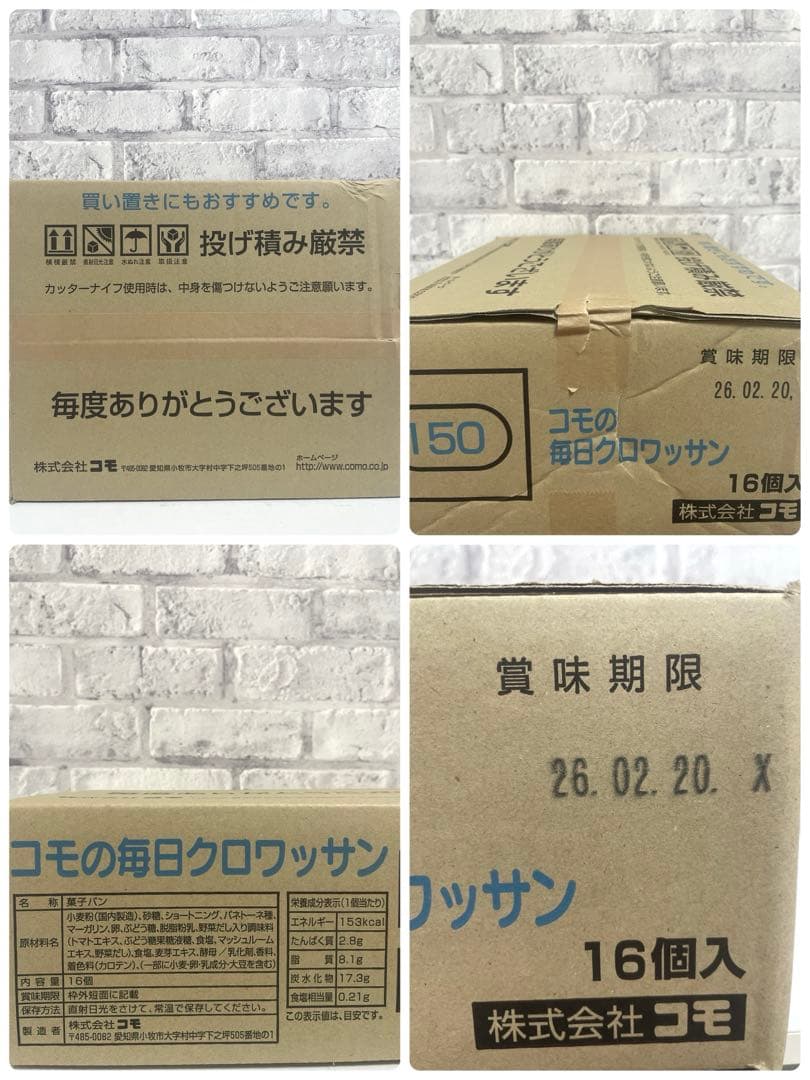 買い置きにもおすすめです。
横積厳禁 直射日光注意 水ぬれ注意 取扱注意
投げ積み厳禁
カッターナイフ使用時は、中身を傷つけないようご注意願います。
毎度ありがとうございます
株式会社コモ 〒485-0082 愛知県小牧市大字村中字下之坪505番地の1
ホームページ
http://www.como.co.jp
投げ積み厳禁
賞味期限
26.02.20.
150
コモの
毎日クロワッサン
16個入
株式会社コモ
コモの毎日クロワッサン
名称 菓子パン
原材料名 小麦粉(国内製造)、砂糖、ショートニング、パネトーネ種、
マーガリン、卵、ぶどう糖、脱脂粉乳、野菜だし入り調味料
(トマトエキス、ぶどう糖果糖液糖、食塩、マッシュルーム
エキス、野菜だし)、食塩、麦芽エキス、酵母／乳化剤、香料、
着色料(カロテン)、(一部に小麦・卵・乳成分・大豆を含む)
内容量 16個
賞味期限 枠外短面に記載
保存方法 直射日光をさけて、常温で保存してください。
製造者 株式会社コモ
〒485-0082 愛知県小牧市大字村中字下之坪505番地の1
栄養成分表示(1個当たり)
エネルギー 153kcal
たんぱく質 2.8g
脂質 8.1g
炭水化物 17.3g
食塩相当量 0.21g
この表示値は、目安です。
賞味期限
26.02.20. X
ワッサン
16個入
株式会社コモ